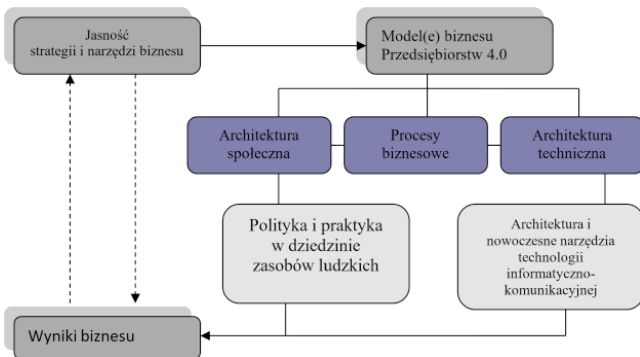 Jasność
strategii i narzędzi biznesu
Model(e) biznesu
Przedsiębiorstw 4.0
Architektura
społeczna
Procesy
biznesowe
Architektura
techniczna
Polityka i praktyka
w dziedzinie
zasobów ludzkich
Architektura i
nowoczesne narzędzia
technologii
informatyczno-
komunikacyjnej
Wyniki biznesu